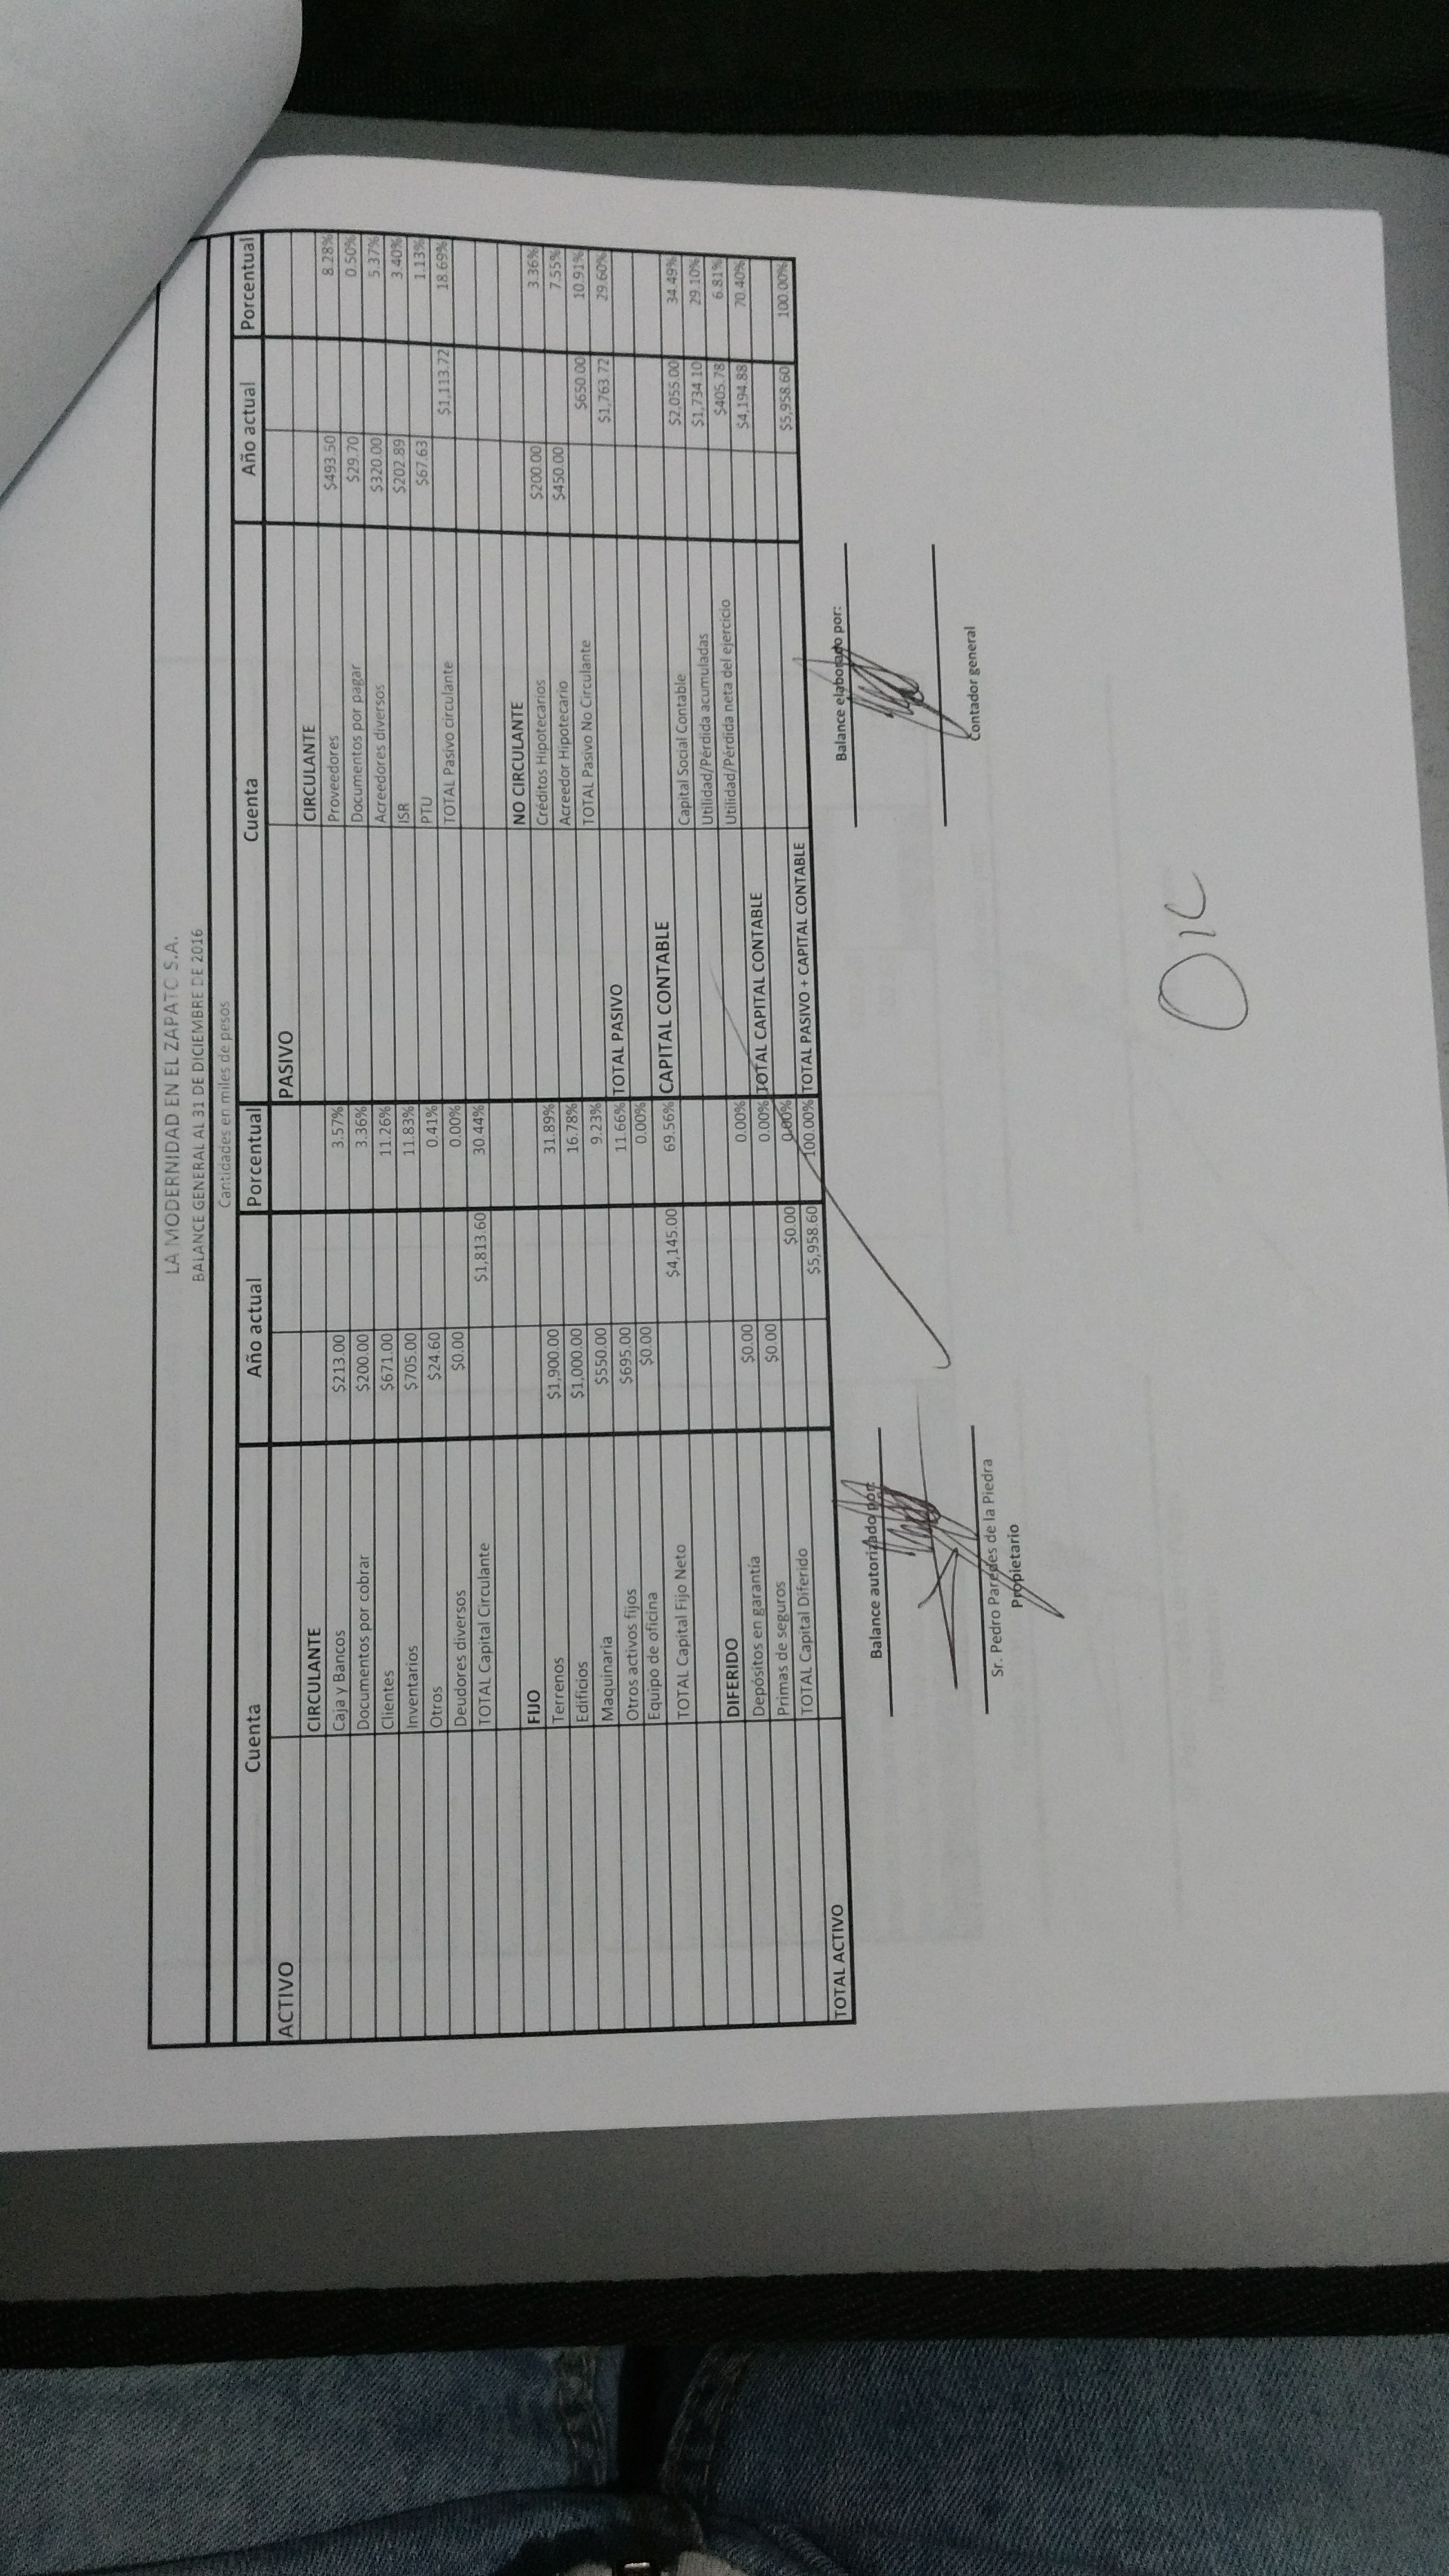 LA MODERNIDAD EN EL ZAPATO S.A.
BALANCE GENERAL AL 31 DE DICIEMBRE DE 2016
Cantidades en miles de pesos
Cuenta Año actual Porcentual Cuenta Año actual Porcentual
ACTIVO PASIVO
CIRCULANTE CIRCULANTE
Caja y Bancos $213.00 3.57% Proveedores $493.50 8.28%
Documentos por cobrar $200.00 3.36% Documentos por pagar $29.70 0.50%
Clientes $671.00 11.26% Acreedores diversos $320.00 5.37%
Inventarios $705.00 11.83% ISR $202.89 3.40%
Otros $24.60 0.41% PTU $67.63 1.13%
Deudores diversos $0.00 0.00% TOTAL Pasivo circulante $1,113.72 18.69%
TOTAL Capital Circulante $1,813.60 30.44%
FIJO NO CIRCULANTE
Terrenos $1,900.00 31.89% Créditos Hipotecarios $200.00 3.36%
Edificios $1,000.00 16.78% Acreedor Hipotecario $450.00 7.55%
Maquinaria $550.00 9.23% TOTAL Pasivo No Circulante $650.00 10.91%
Otros activos fijos $695.00 11.66% TOTAL PASIVO $1,763.72 29.60%
Equipo de oficina $0.00 0.00%
TOTAL Capital Fijo Neto $4,145.00 69.56% CAPITAL CONTABLE
Capital Social Contable $2,055.00 34.49%
Utilidad/Pérdida acumuladas $1,734.10 29.10%
DIFERIDO Utilidad/Pérdida neta del ejercicio $405.78 6.81%
Depósitos en garantía $0.00 0.00% TOTAL CAPITAL CONTABLE $4,194.88 70.40%
Primas de seguros $0.00 0.00%
TOTAL Capital Diferido $0.00 0.00%
TOTAL ACTIVO $5,958.60 100.00% TOTAL PASIVO + CAPITAL CONTABLE $5,958.60 100.00%
Balance autorizado por: Balance elaborado por:
Sr. Pedro Paredes de la Piedra Contador general
Propietario